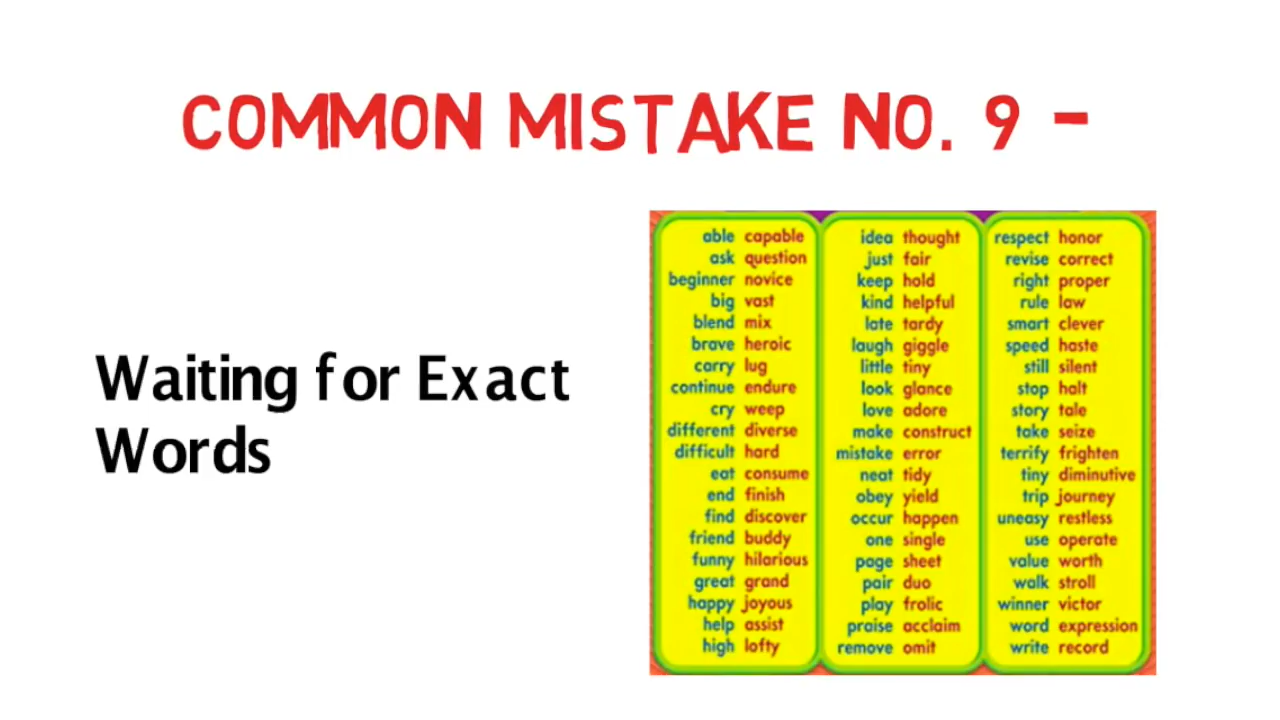 COMMON MISTAKE NO. 9 -
Waiting for Exact
Words
able capable
ask question
beginner novice
big vast
blend mix
brave heroic
carry lug
continue endure
cry weep
different diverse
difficult hard
eat consume
end finish
find discover
friend buddy
funny hilarious
great grand
happy joyous
help assist
high lofty
idea thought
just fair
keep hold
kind helpful
late tardy
laugh giggle
little tiny
look glance
love adore
make construct
mistake error
neat tidy
obey yield
occur happen
one single
page sheet
pair duo
play frolic
praise acclaim
remove omit
respect honor
revise correct
right proper
rule law
smart clever
speed haste
still silent
stop halt
story tale
take seize
terrify frighten
tiny diminutive
trip journey
uneasy restless
use operate
value worth
walk stroll
winner victor
word expression
write record